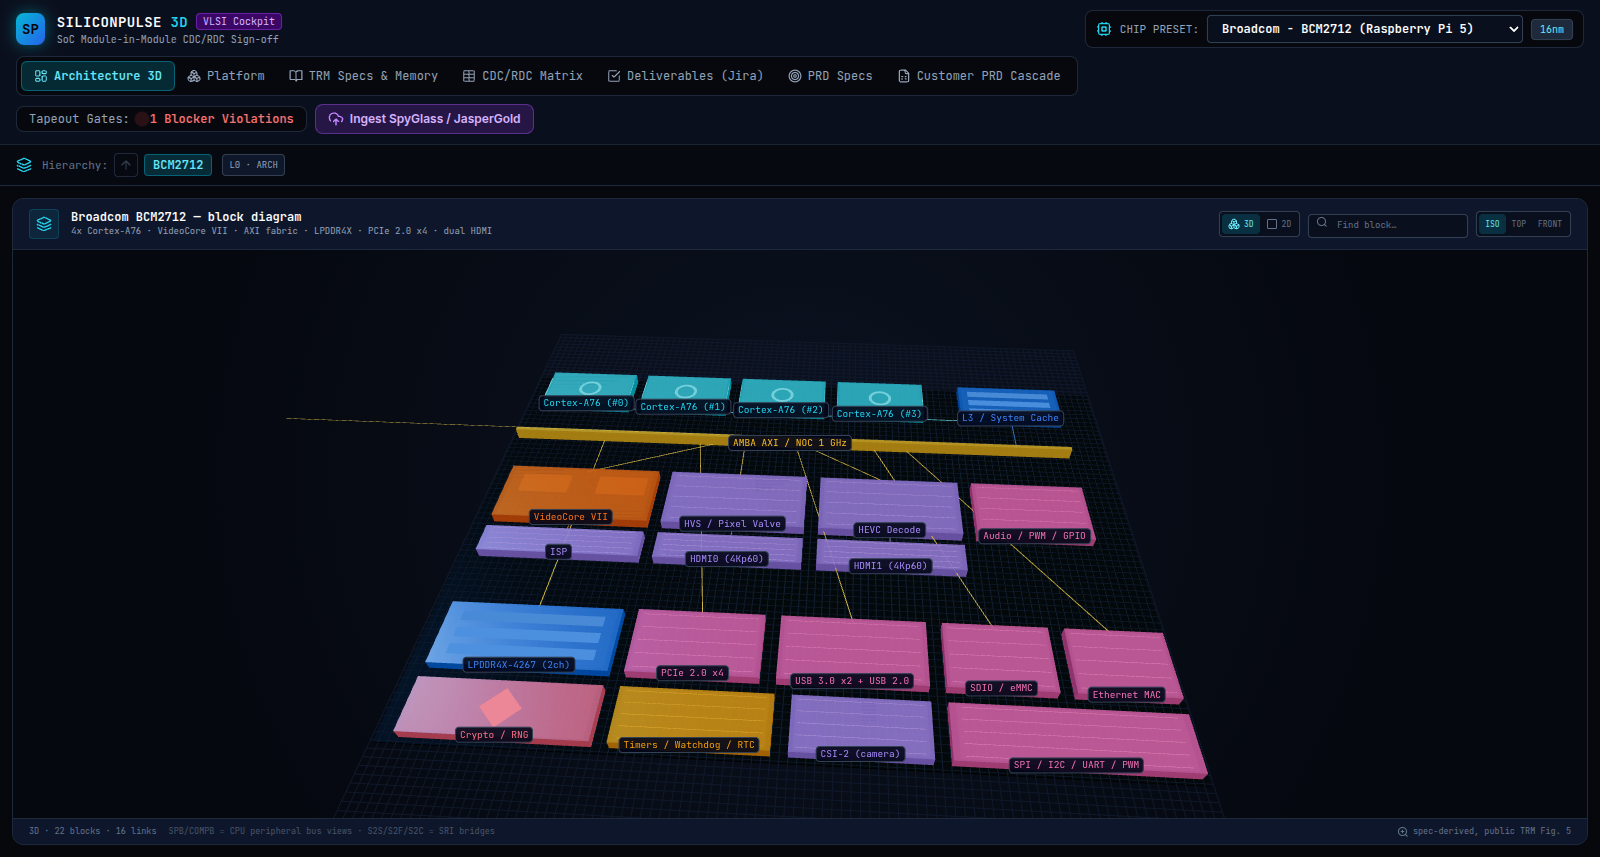 SP
SILICONPULSE 3D VLSI Cockpit
SoC Module-in-Module CDC/RDC Sign-off
CHIP PRESET: Broadcom - BCM2712 (Raspberry Pi 5) 16nm
Architecture 3D Platform TRM Specs & Memory CDC/RDC Matrix Deliverables (Jira) PRD Specs Customer PRD Cascade
Tapeout Gates: 1 Blocker Violations Ingest SpyGlass / JasperGold
Hierarchy: BCM2712 L0 · ARCH
Broadcom BCM2712 — block diagram
4x Cortex-A76 · VideoCore VII · AXI fabric · LPDDR4X · PCIe 2.0 x4 · dual HDMI
3D 2D Find block… ISO TOP FRONT
Cortex-A76 (#0) Cortex-A76 (#1) Cortex-A76 (#2) Cortex-A76 (#3) L3 / System Cache
AMBA AXI / NOC 1 GHz
VideoCore VII HVS / Pixel Valve HEVC Decode Audio / PWM / GPIO
ISP HDMI0 (4Kp60) HDMI1 (4Kp60)
LPDDR4X-4267 (2ch) PCIe 2.0 x4 USB 3.0 x2 + USB 2.0 SDIO / eMMC Ethernet MAC
Crypto / RNG Timers / Watchdog / RTC CSI-2 (camera) SPI / I2C / UART / PWM
3D · 22 blocks · 16 links SPB/COMPB = CPU peripheral bus views · S2S/S2F/S2C = SRI bridges
spec-derived, public TRM Fig. 5